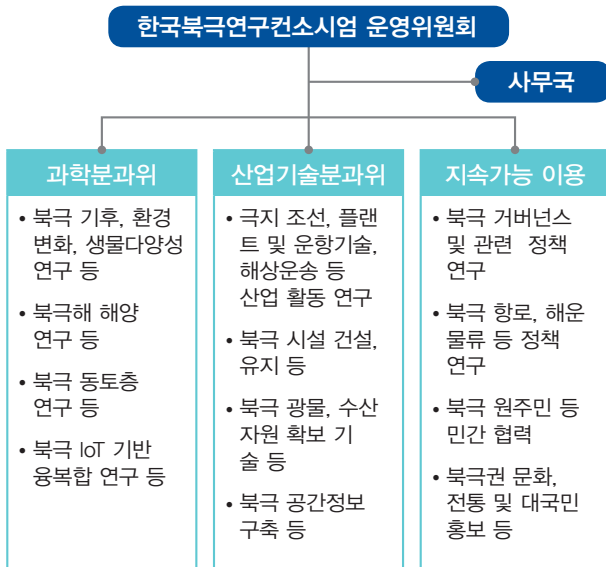 한국북극연구컨소시엄 운영위원회
사무국
과학분과위
• 북극 기후, 환경
변화, 생물다양성
연구 등
• 북극해 해양
연구 등
• 북극 동토층
연구 등
• 북극 IoT 기반
융복합 연구 등
산업기술분과위
• 극지 조선, 플랜
트 및 운항기술,
해상운송 등
산업 활동 연구
• 북극 시설 건설,
유지 등
• 북극 광물, 수산
자원 확보 기
술 등
• 북극 공간정보
구축 등
지속가능 이용
• 북극 거버넌스
및 관련 정책
연구
• 북극 항로, 해운
물류 등 정책
연구
• 북극 원주민 등
민간 협력
• 북극권 문화,
전통 및 대국민
홍보 등